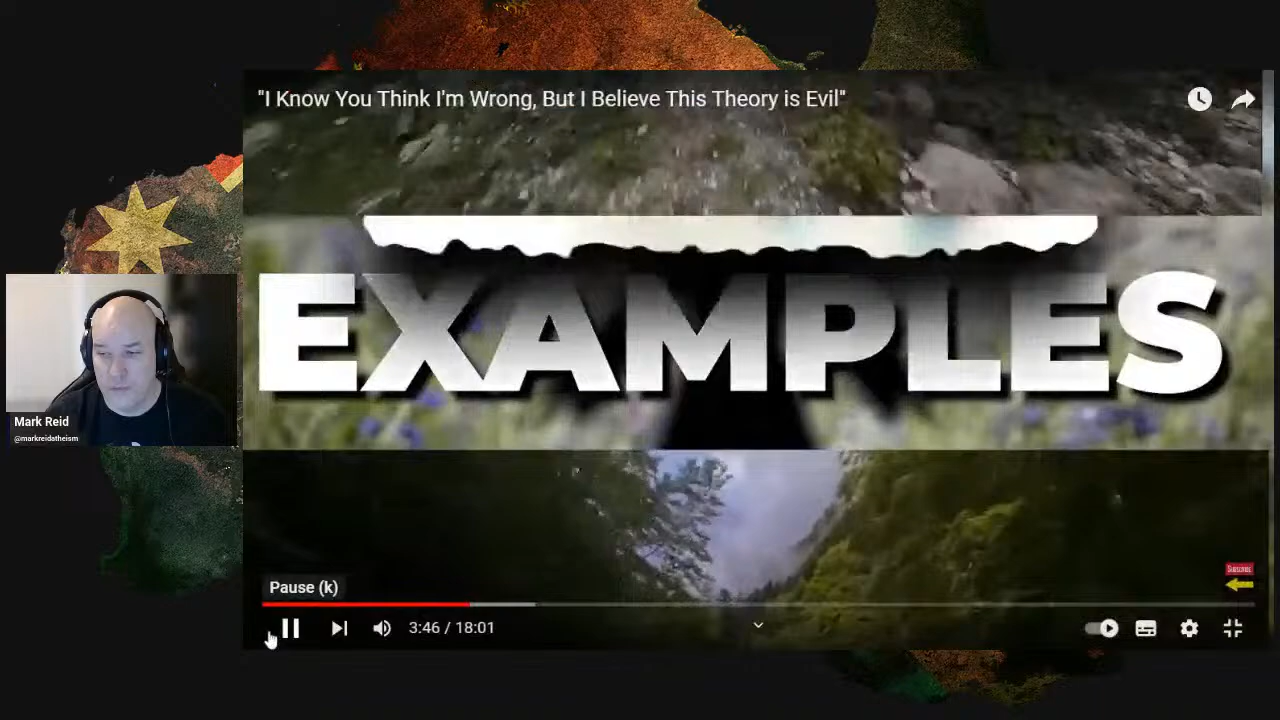 "I Know You Think I'm Wrong, But I Believe This Theory is Evil"
EXAMPLES
Mark Reid
@markreidatheism
SUBSCRIBE
Pause (k)
3:46 / 18:01